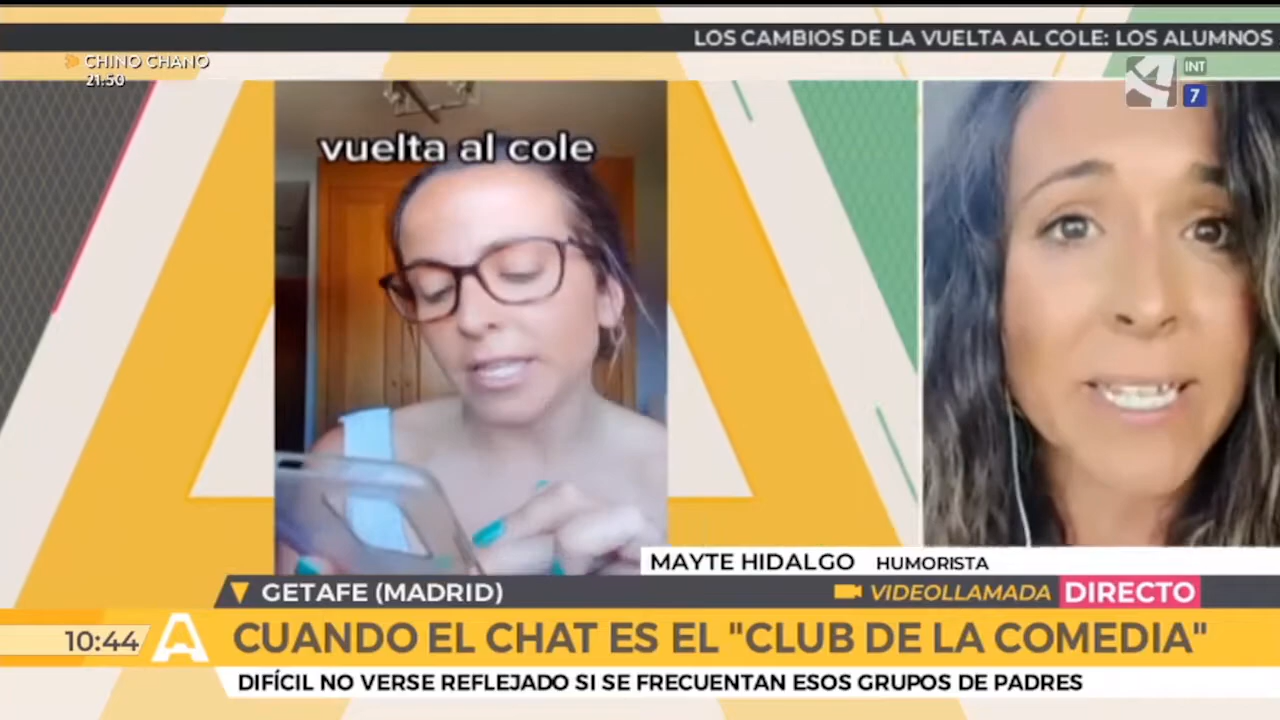 LOS CAMBIOS DE LA VUELTA AL COLE: LOS ALUMNOS
CHINO CHANO
21:50
INT
7
vuelta al cole
MAYTE HIDALGO HUMORISTA
GETAFE (MADRID) VIDEOLLAMADA DIRECTO
10:44 A CUANDO EL CHAT ES EL "CLUB DE LA COMEDIA"
DIFÍCIL NO VERSE REFLEJADO SI SE FRECUENTAN ESOS GRUPOS DE PADRES